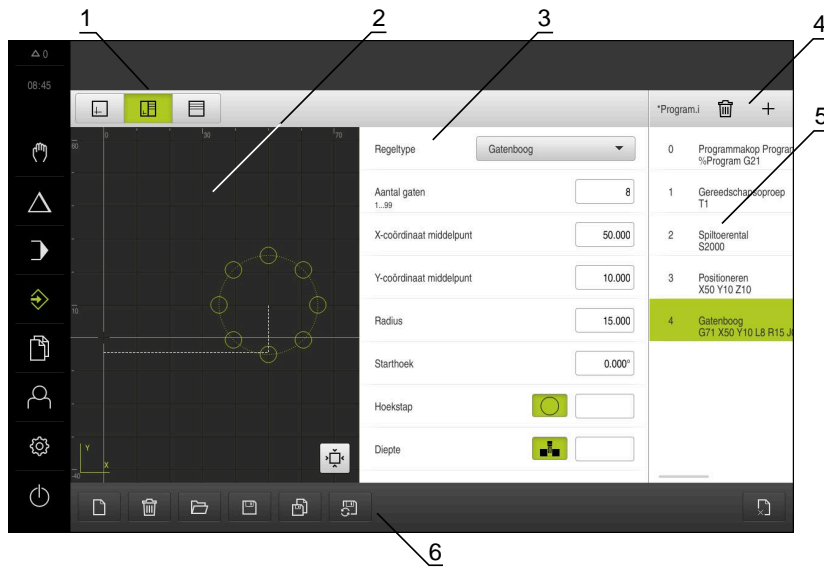 1
2
3
4
5
0
08:45
*Program.i
0
30
70
60
10
-40
Y
X
Regeltype
Gatenboog
Aantal gaten
8
1...99
X-coördinaat middelpunt
50.000
Y-coördinaat middelpunt
10.000
Radius
15.000
Starthoek
0.000°
Hoekstap
Diepte
0 Programmakop Program
%Program G21
1 Gereedschapsoproep
T1
2 Spiltoerental
S2000
3 Positioneren
X50 Y10 Z10
4 Gatenboog
G71 X50 Y10 L8 R15
6